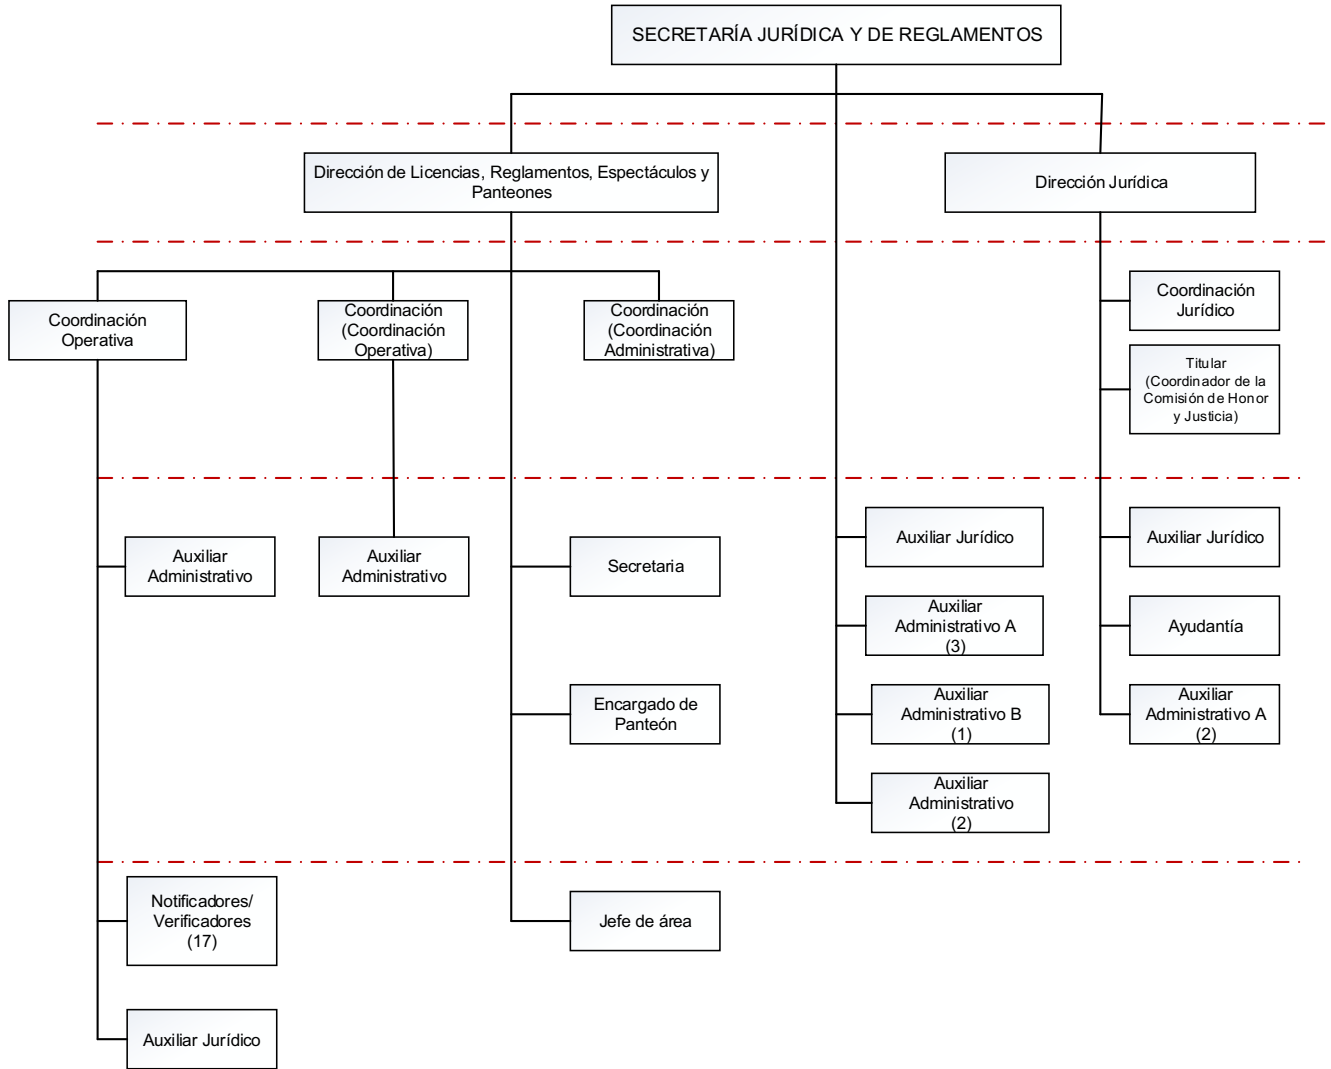 SECRETARÍA JURÍDICA Y DE REGLAMENTOS
Dirección de Licencias, Reglamentos, Espectáculos y
Panteones
Dirección Jurídica
Coordinación
Operativa
Coordinación
(Coordinación
Operativa)
Coordinación
(Coordinación
Administrativa)
Coordinación
Jurídico
Titular
(Coordinador de la
Comisión de Honor
y Justicia)
Auxiliar
Administrativo
Auxiliar
Administrativo
Secretaria
Auxiliar Jurídico
Auxiliar Jurídico
Auxiliar
Administrativo A
(3)
Ayudantía
Encargado de
Panteón
Auxiliar
Administrativo B
(1)
Auxiliar
Administrativo A
(2)
Auxiliar
Administrativo
(2)
Notificadores/
Verificadores
(17)
Jefe de área
Auxiliar Jurídico